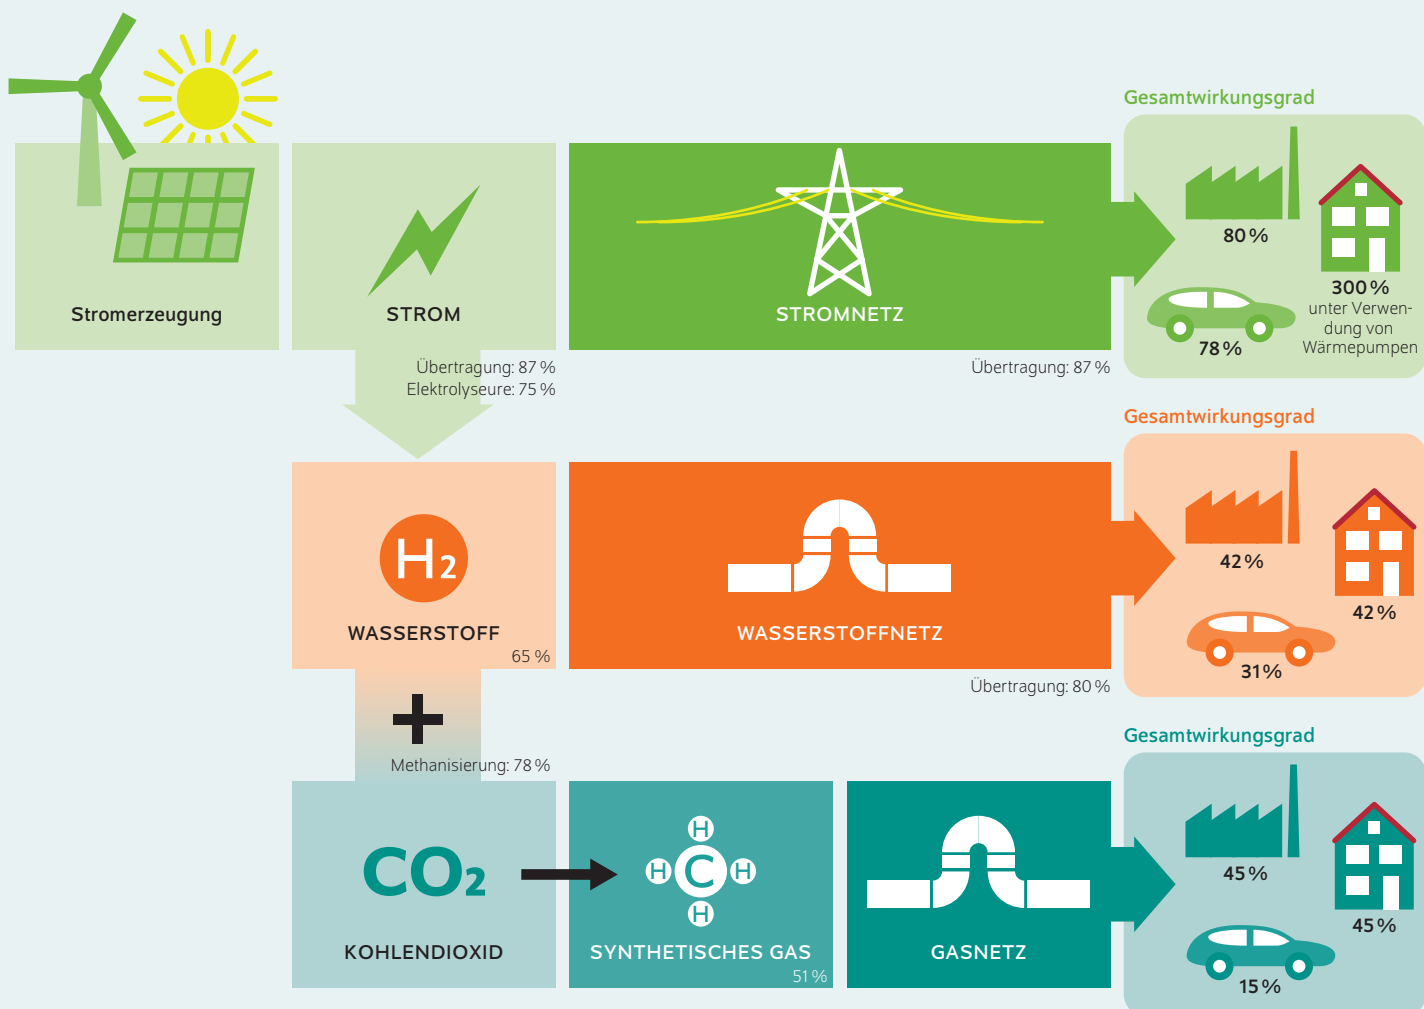 Gesamtwirkungsgrad
Stromerzeugung
STROM
STROMNETZ
80 %
300 %
unter Verwen-
dung von
Wärmepumpen
78 %
Übertragung: 87 %
Elektrolyseure: 75 %
Übertragung: 87 %
Gesamtwirkungsgrad
H2
WASSERSTOFF
65 %
WASSERSTOFFNETZ
Übertragung: 80 %
42 %
42 %
31 %
+
Methanisierung: 78 %
Gesamtwirkungsgrad
CO2
KOHLENDIOXID
H
H C H
H
SYNTHETISCHES GAS
51 %
GASNETZ
45 %
45 %
15 %